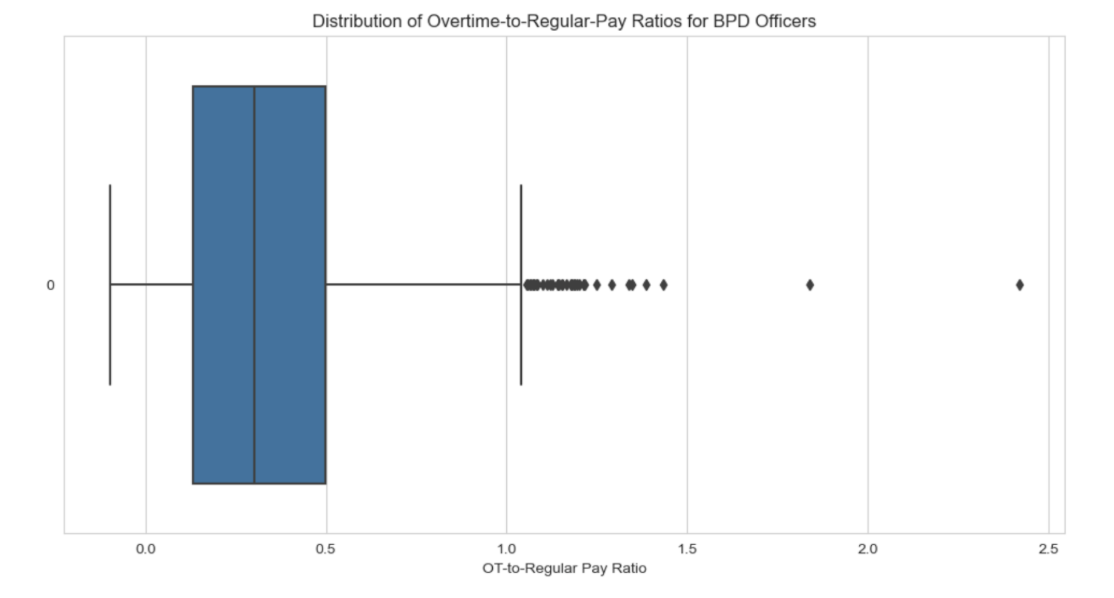 Distribution of Overtime-to-Regular-Pay Ratios for BPD Officers
0
0.0 0.5 1.0 1.5 2.0 2.5
OT-to-Regular Pay Ratio